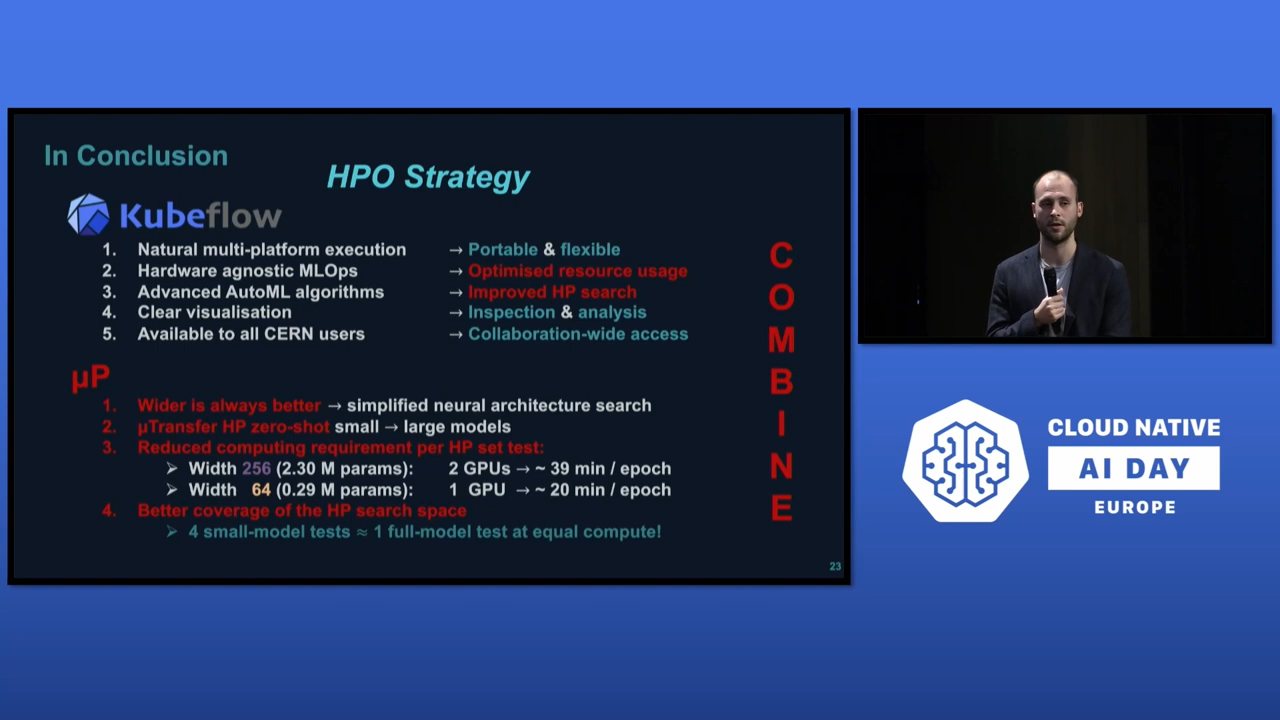 In Conclusion
HPO Strategy
Kubeflow
1. Natural multi-platform execution → Portable & flexible
2. Hardware agnostic MLOps → Optimised resource usage
3. Advanced AutoML algorithms → Improved HP search
4. Clear visualisation → Inspection & analysis
5. Available to all CERN users → Collaboration-wide access
µP
1. Wider is always better → simplified neural architecture search
2. µTransfer HP zero-shot small → large models
3. Reduced computing requirement per HP set test:
➢ Width 256 (2.30 M params): 2 GPUs → ~ 39 min / epoch
➢ Width 64 (0.29 M params): 1 GPU → ~ 20 min / epoch
4. Better coverage of the HP search space
➢ 4 small-model tests ≈ 1 full-model test at equal compute!
C
O
M
B
I
N
E
23
CLOUD NATIVE
AI DAY
EUROPE